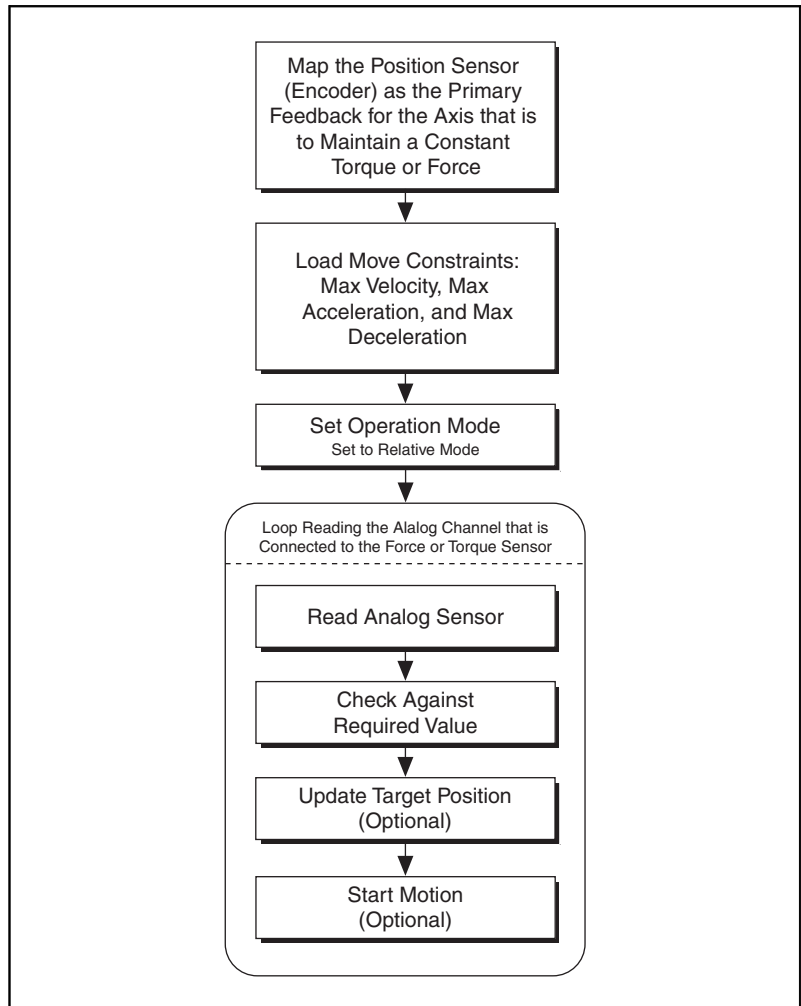 Map the Position Sensor
(Encoder) as the Primary
Feedback for the Axis that is
to Maintain a Constant
Torque or Force
Load Move Constraints:
Max Velocity, Max
Acceleration, and Max
Deceleration
Set Operation Mode
Set to Relative Mode
Loop Reading the Alalog Channel that is
Connected to the Force or Torque Sensor
Read Analog Sensor
Check Against
Required Value
Update Target Position
(Optional)
Start Motion
(Optional)